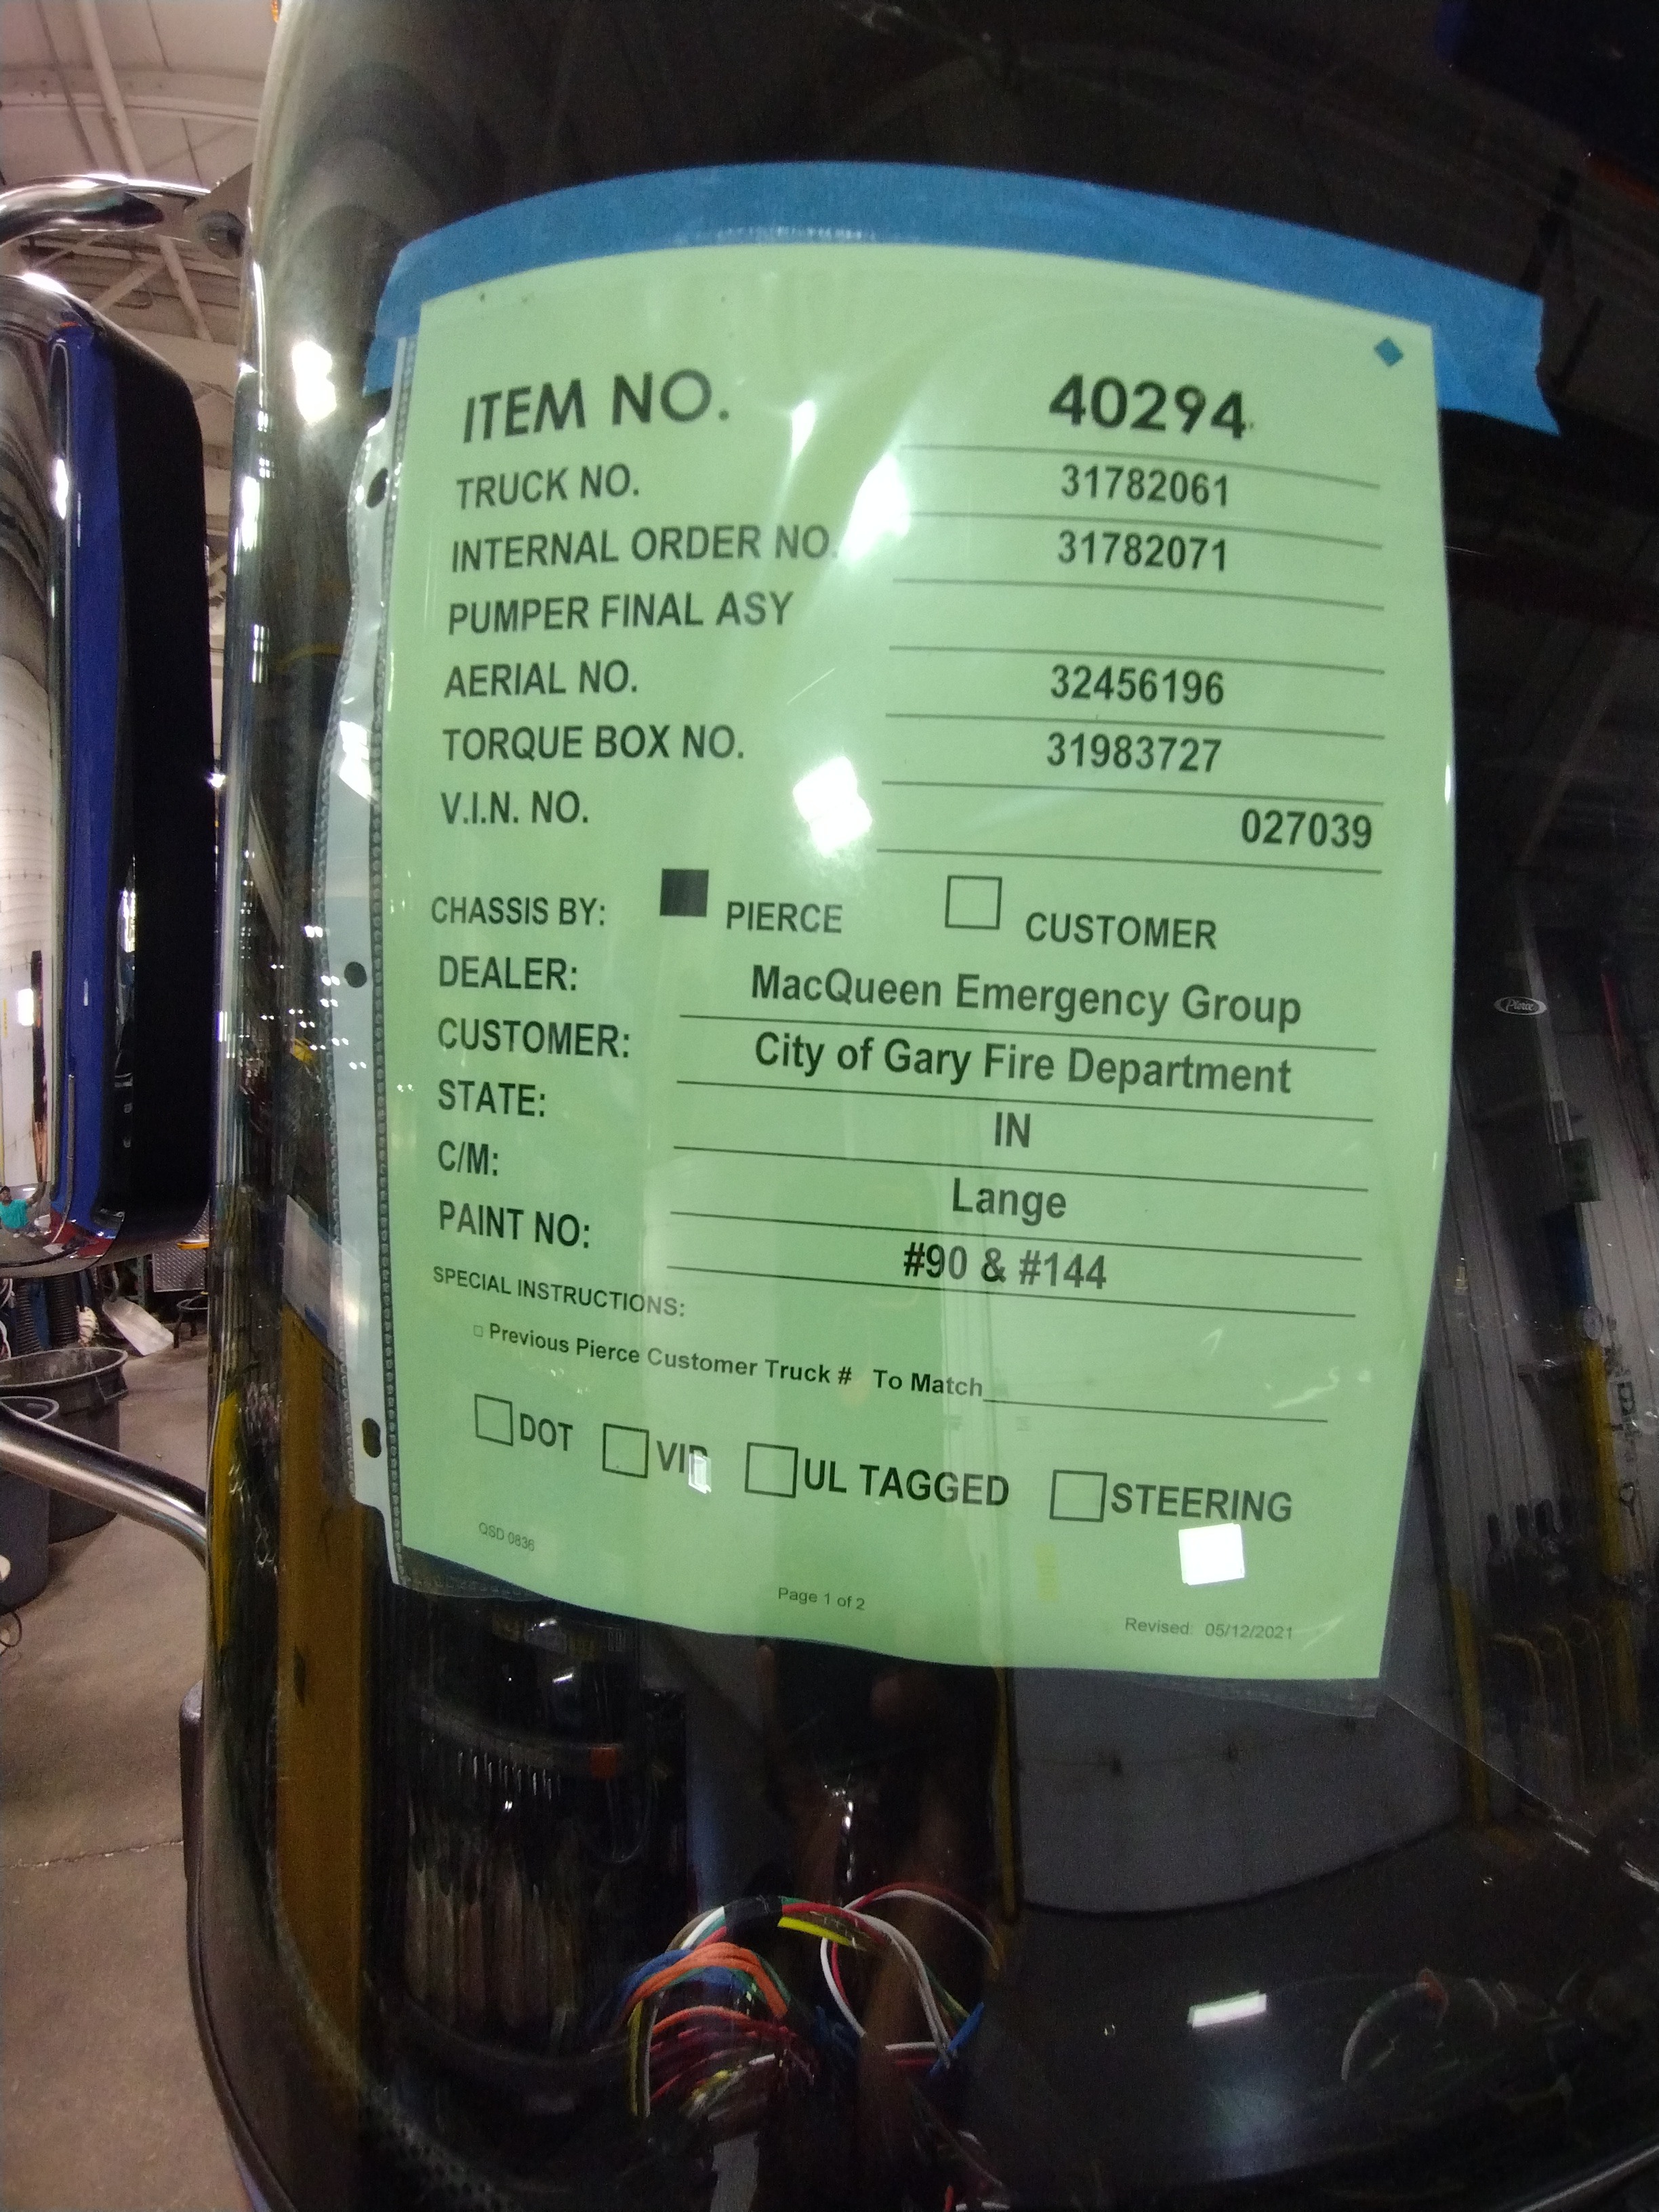 ITEM NO. 40294
TRUCK NO. 31782061
INTERNAL ORDER NO. 31782071
PUMPER FINAL ASY
AERIAL NO. 32456196
TORQUE BOX NO. 31983727
V.I.N. NO. 027039
CHASSIS BY: PIERCE CUSTOMER
DEALER: MacQueen Emergency Group
CUSTOMER: City of Gary Fire Department
STATE: IN
C/M: Lange
PAINT NO: #90 & #144
SPECIAL INSTRUCTIONS:
Previous Pierce Customer Truck # To Match
DOT UL TAGGED STEERING
QSD 0836
Page 1 of 2
Revised: 05/12/2021
Pierce